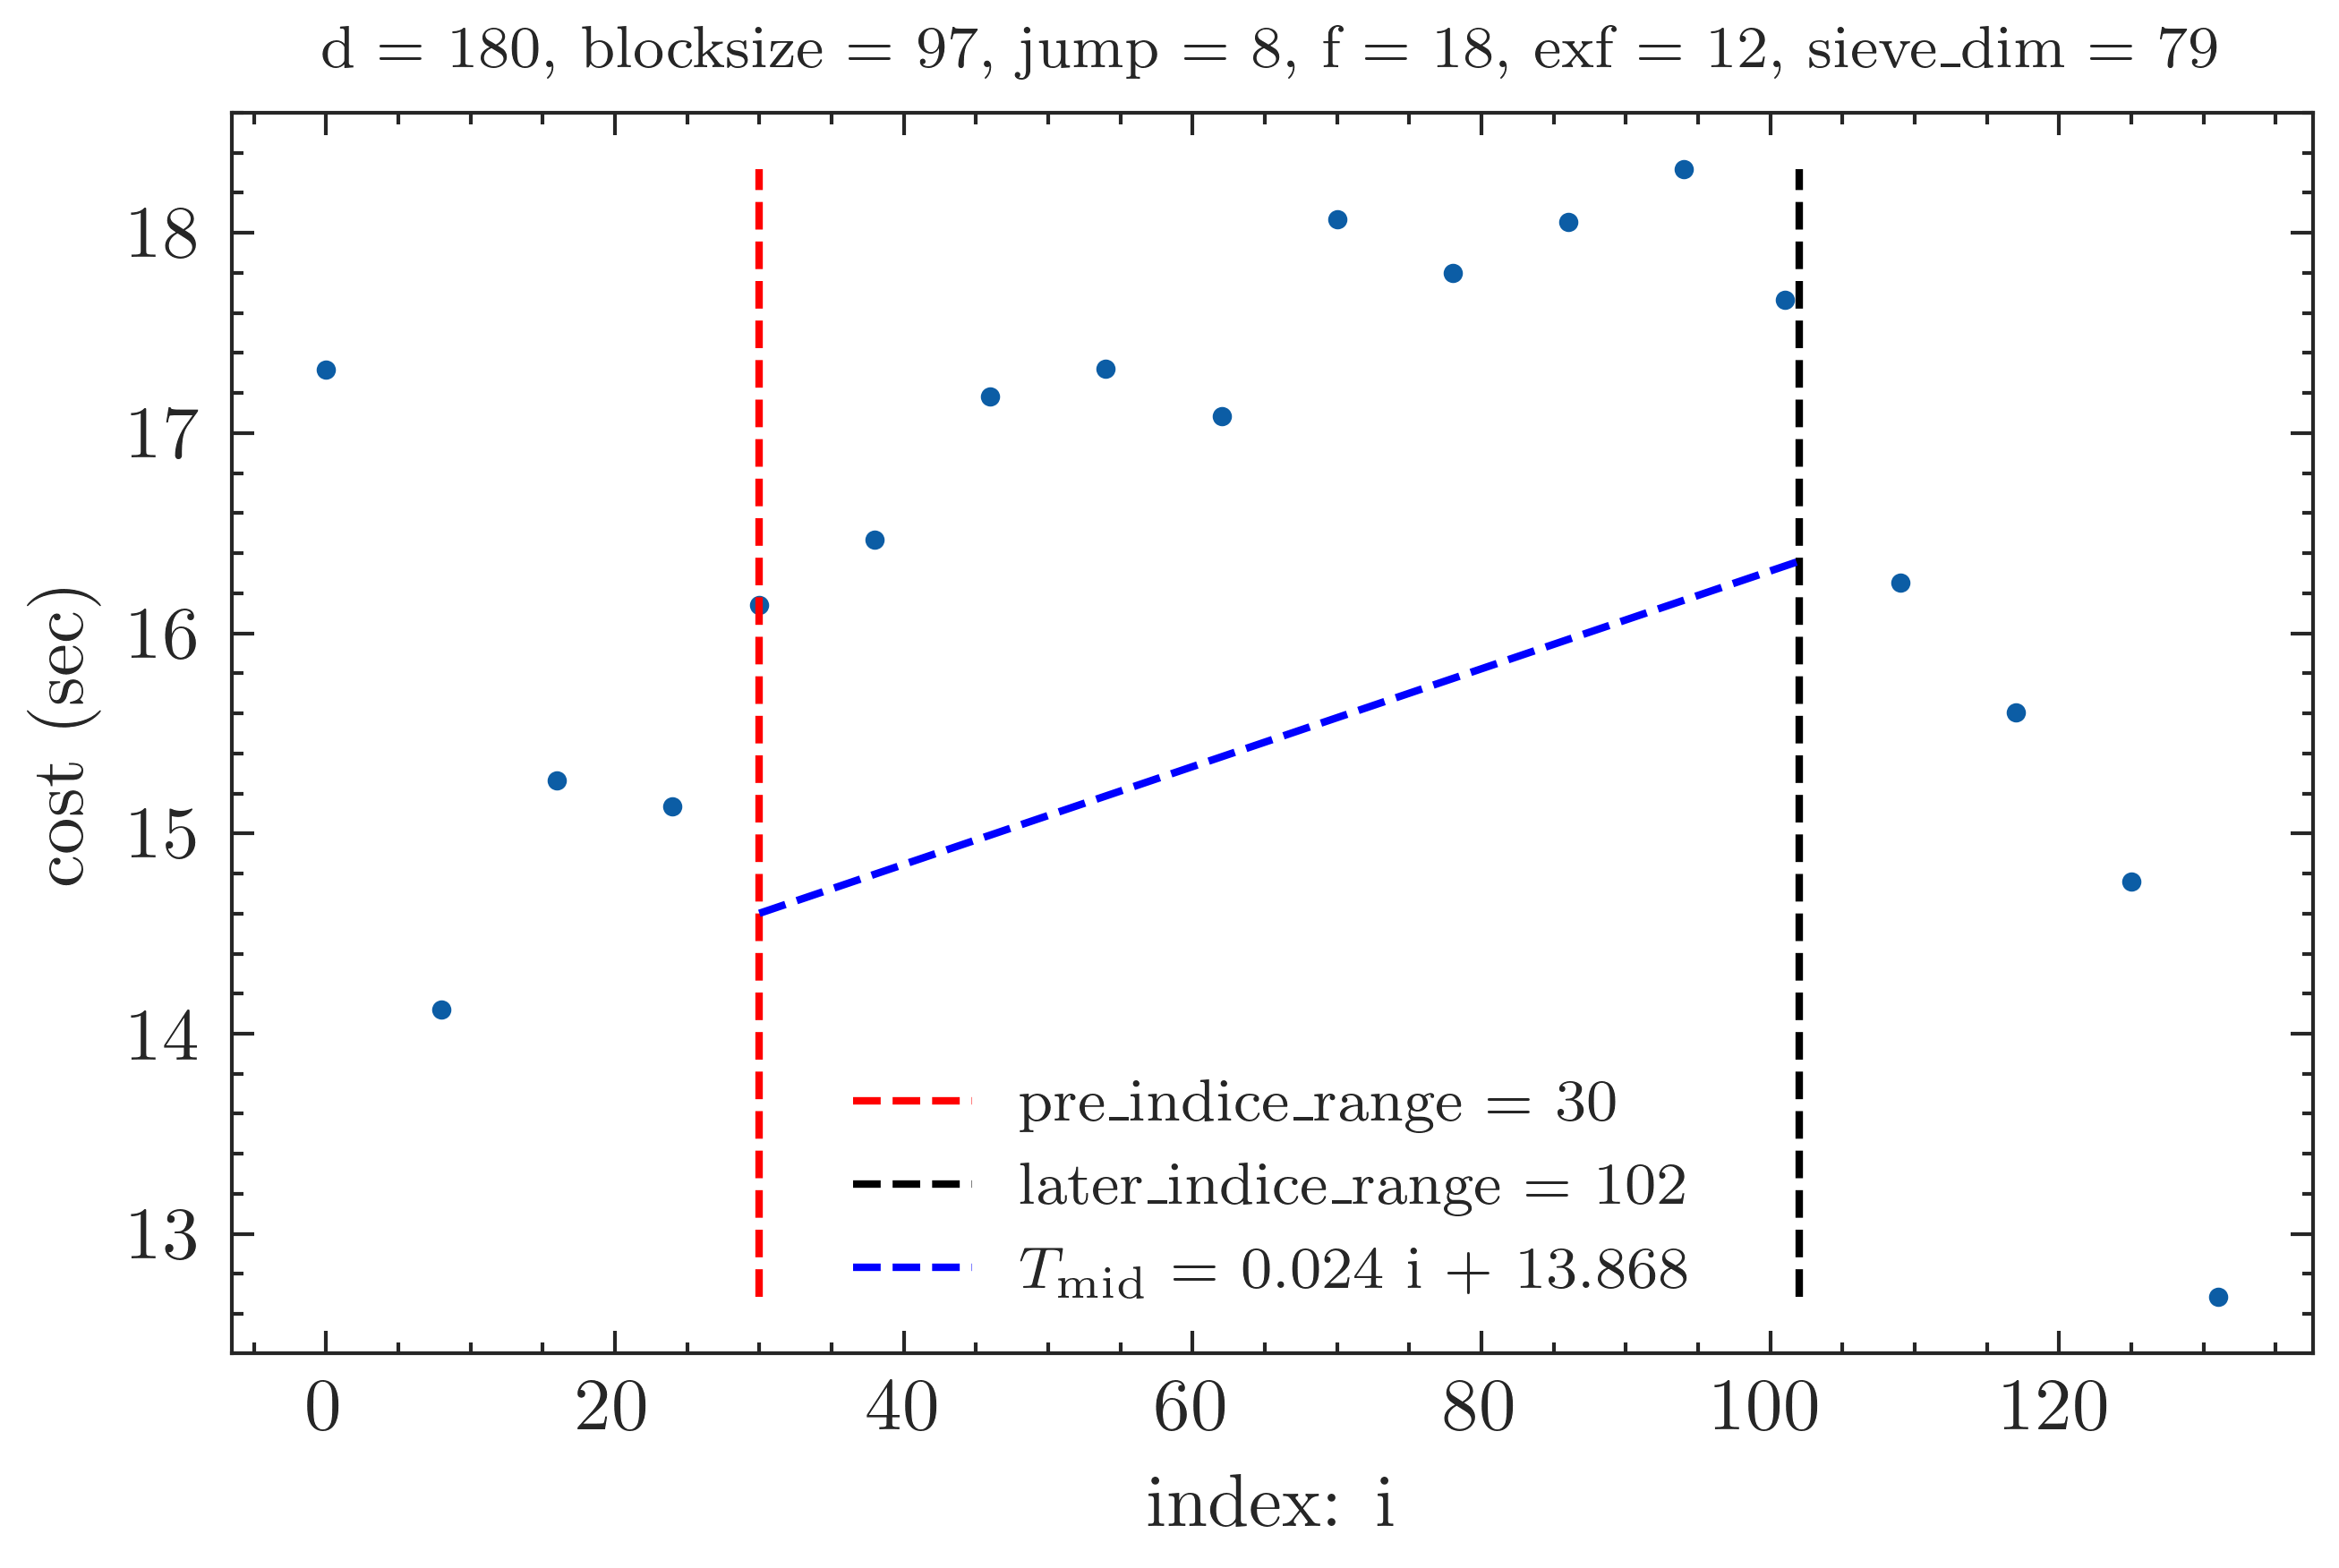 d = 180, blocksize = 97, jump = 8, f = 18, exf = 12, sieve_dim = 79
18
17
16
15
14
13
cost (sec)
pre_indice_range = 30
later_indice_range = 102
T_mid = 0.024 i + 13.868
0 20 40 60 80 100 120
index: i